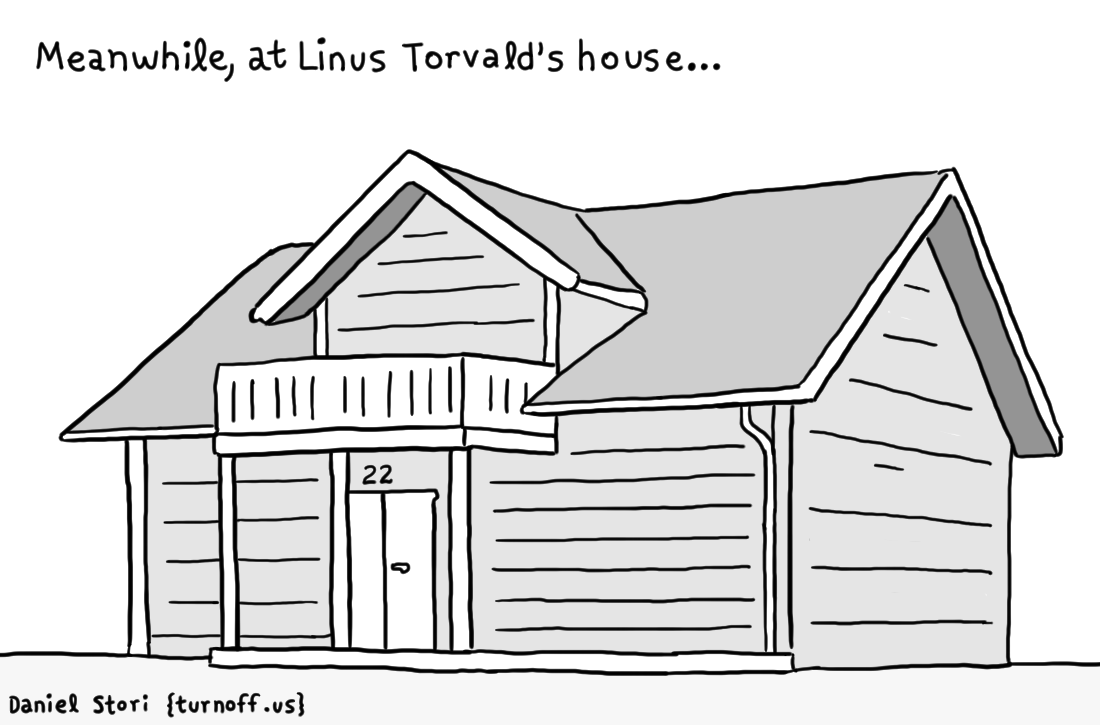 Meanwhile, at Linus Torvald's house...
22
Daniel Stori {turnoff.us}